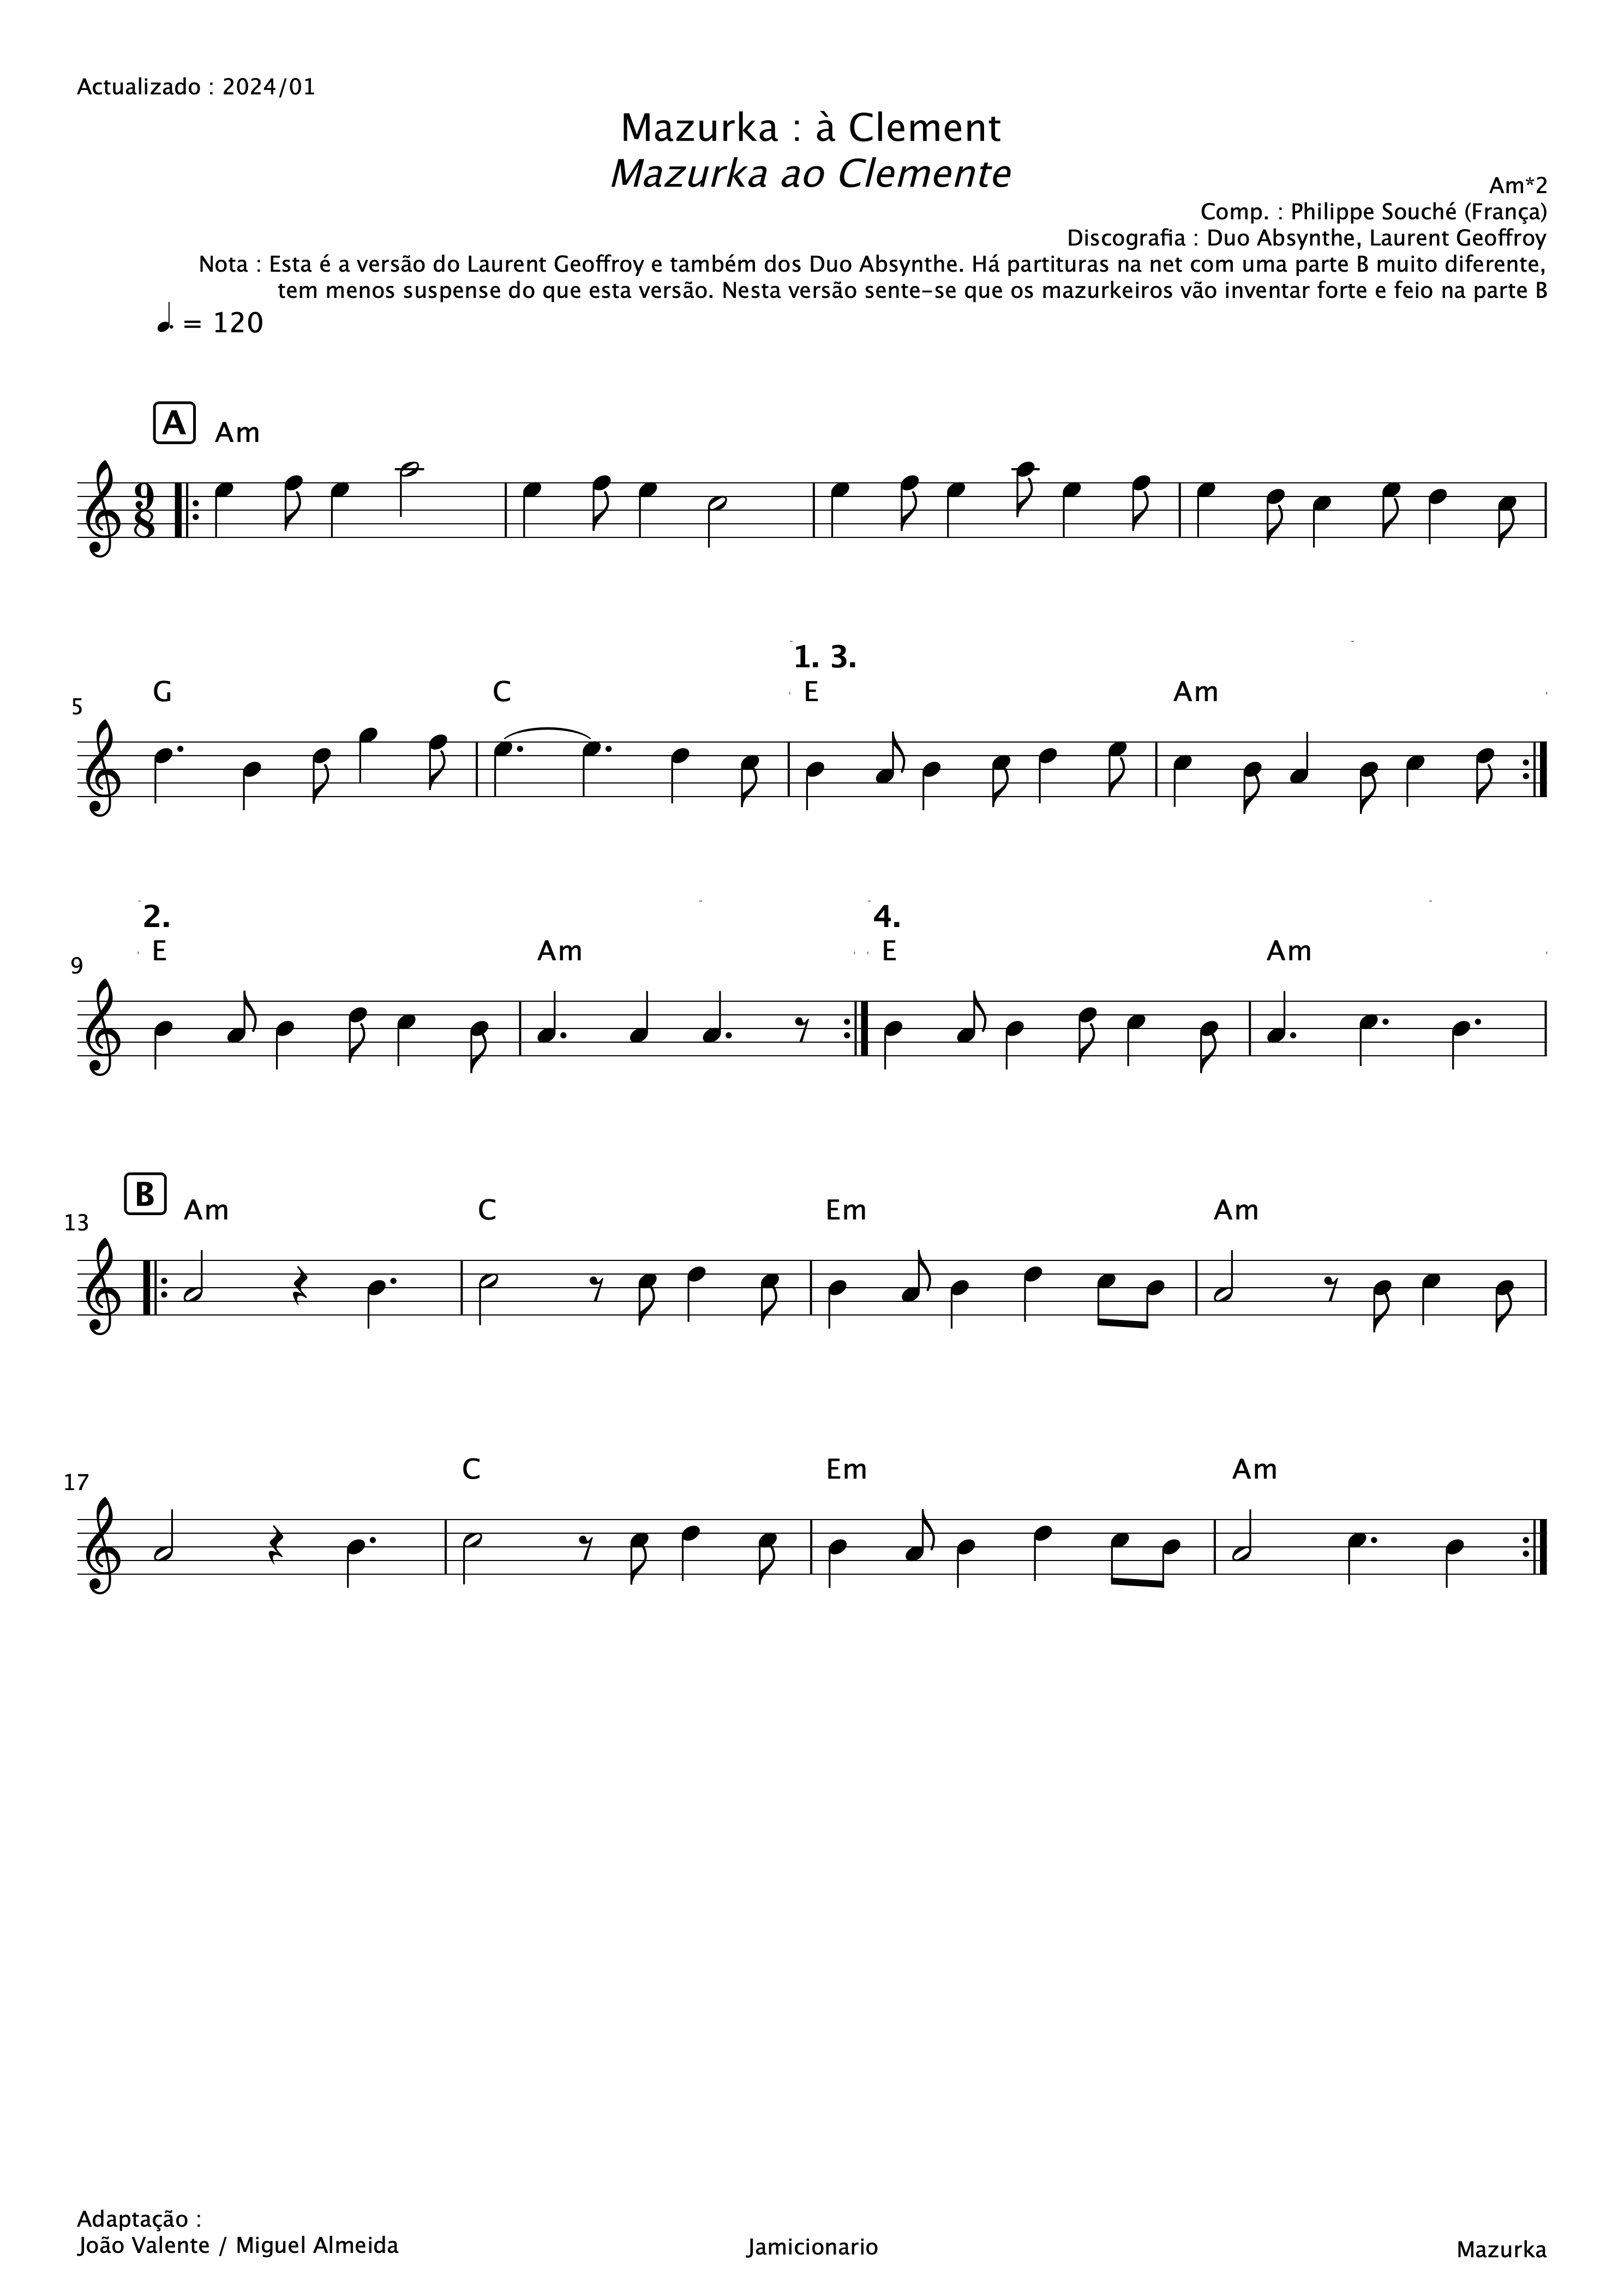 Actualizado : 2024/01
Mazurka : à Clement
Mazurka ao Clemente
Am*2
Comp. : Philippe Souché (França)
Discografia : Duo Absynthe, Laurent Geoffroy
Nota : Esta é a versão do Laurent Geoffroy e também dos Duo Absynthe. Há partituras na net com uma parte B muito diferente,
tem menos suspense do que esta versão. Nesta versão sente-se que os mazurkeiros vão inventar forte e feio na parte B
= 120
A Am
9
8
1. 3.
5 G C E Am
2. 4.
9 E Am E Am
B
13 Am C Em Am
17 C Em Am
Adaptação :
João Valente / Miguel Almeida
Jamicionario
Mazurka